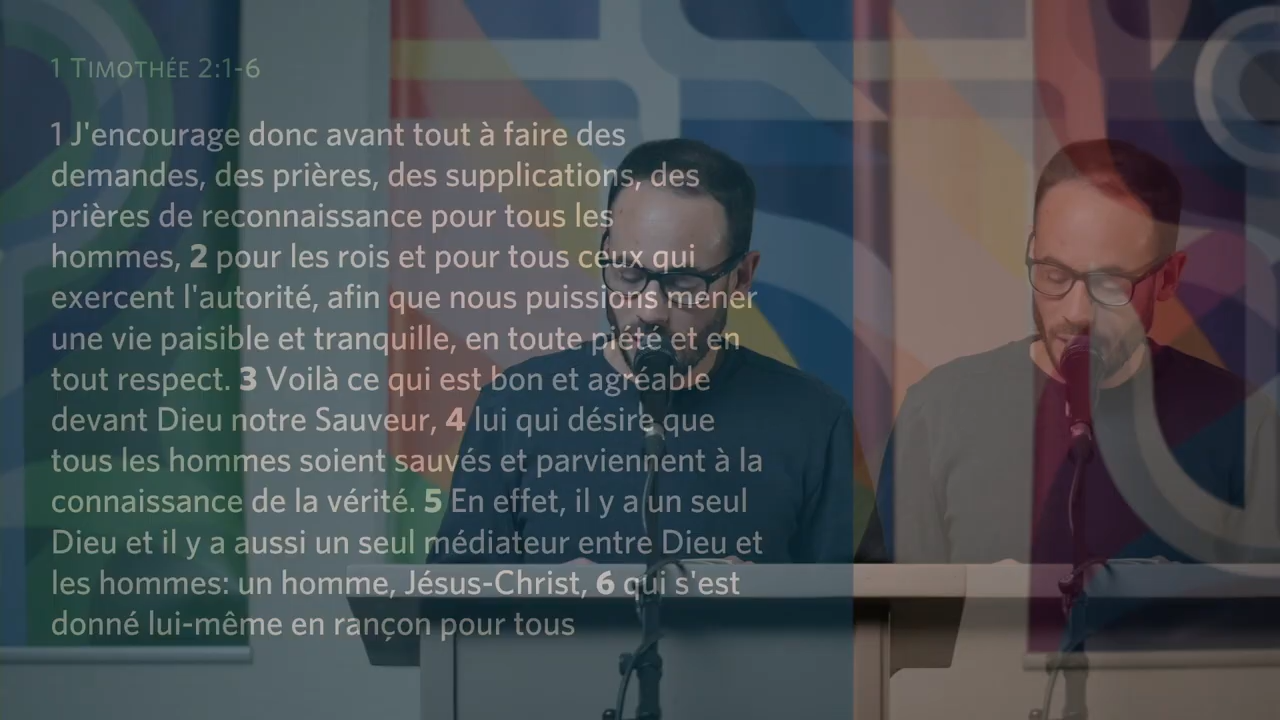 1 TIMOTHÉE 2:1-6
1 J'encourage donc avant tout à faire des
demandes, des prières, des supplications, des
prières de reconnaissance pour tous les
hommes, 2 pour les rois et pour tous ceux qui
exercent l'autorité, afin que nous puissions mener
une vie paisible et tranquille, en toute piété et en
tout respect. 3 Voilà ce qui est bon et agréable
devant Dieu notre Sauveur, 4 lui qui désire que
tous les hommes soient sauvés et parviennent à la
connaissance de la vérité. 5 En effet, il y a un seul
Dieu et il y a aussi un seul médiateur entre Dieu et
les hommes: un homme, Jésus-Christ, 6 qui s'est
donné lui-même en rançon pour tous